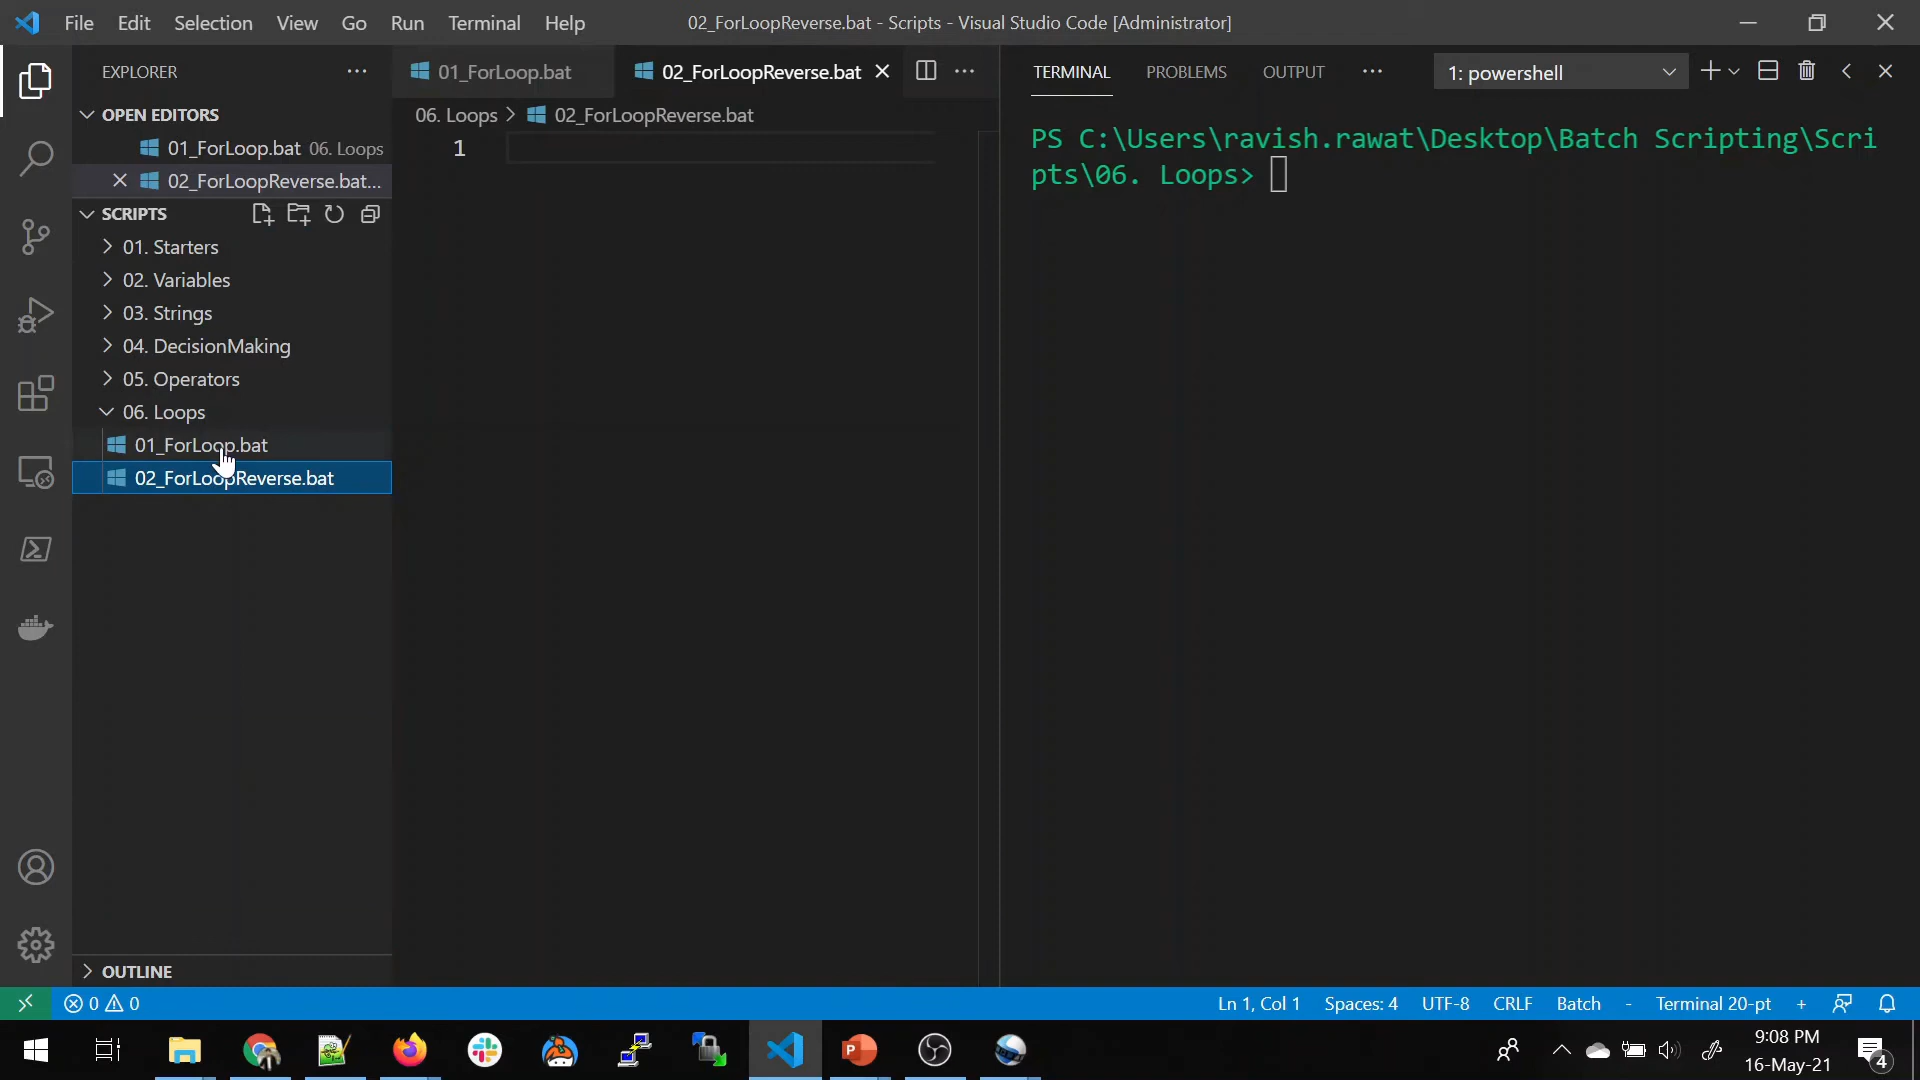 File Edit Selection View Go Run Terminal Help
02_ForLoopReverse.bat - Scripts - Visual Studio Code [Administrator]
EXPLORER
OPEN EDITORS
01_ForLoop.bat 06. Loops
02_ForLoopReverse.bat...
SCRIPTS
01. Starters
02. Variables
03. Strings
04. DecisionMaking
05. Operators
06. Loops
01_ForLoop.bat
02_ForLoopReverse.bat
OUTLINE
01_ForLoop.bat
02_ForLoopReverse.bat
06. Loops > 02_ForLoopReverse.bat
1
TERMINAL PROBLEMS OUTPUT
1: powershell
PS C:\Users\ravish.rawat\Desktop\Batch Scripting\Scri
pts\06. Loops>
0 0
Ln 1, Col 1 Spaces: 4 UTF-8 CRLF Batch - Terminal 20-pt +
9:08 PM
16-May-21
4